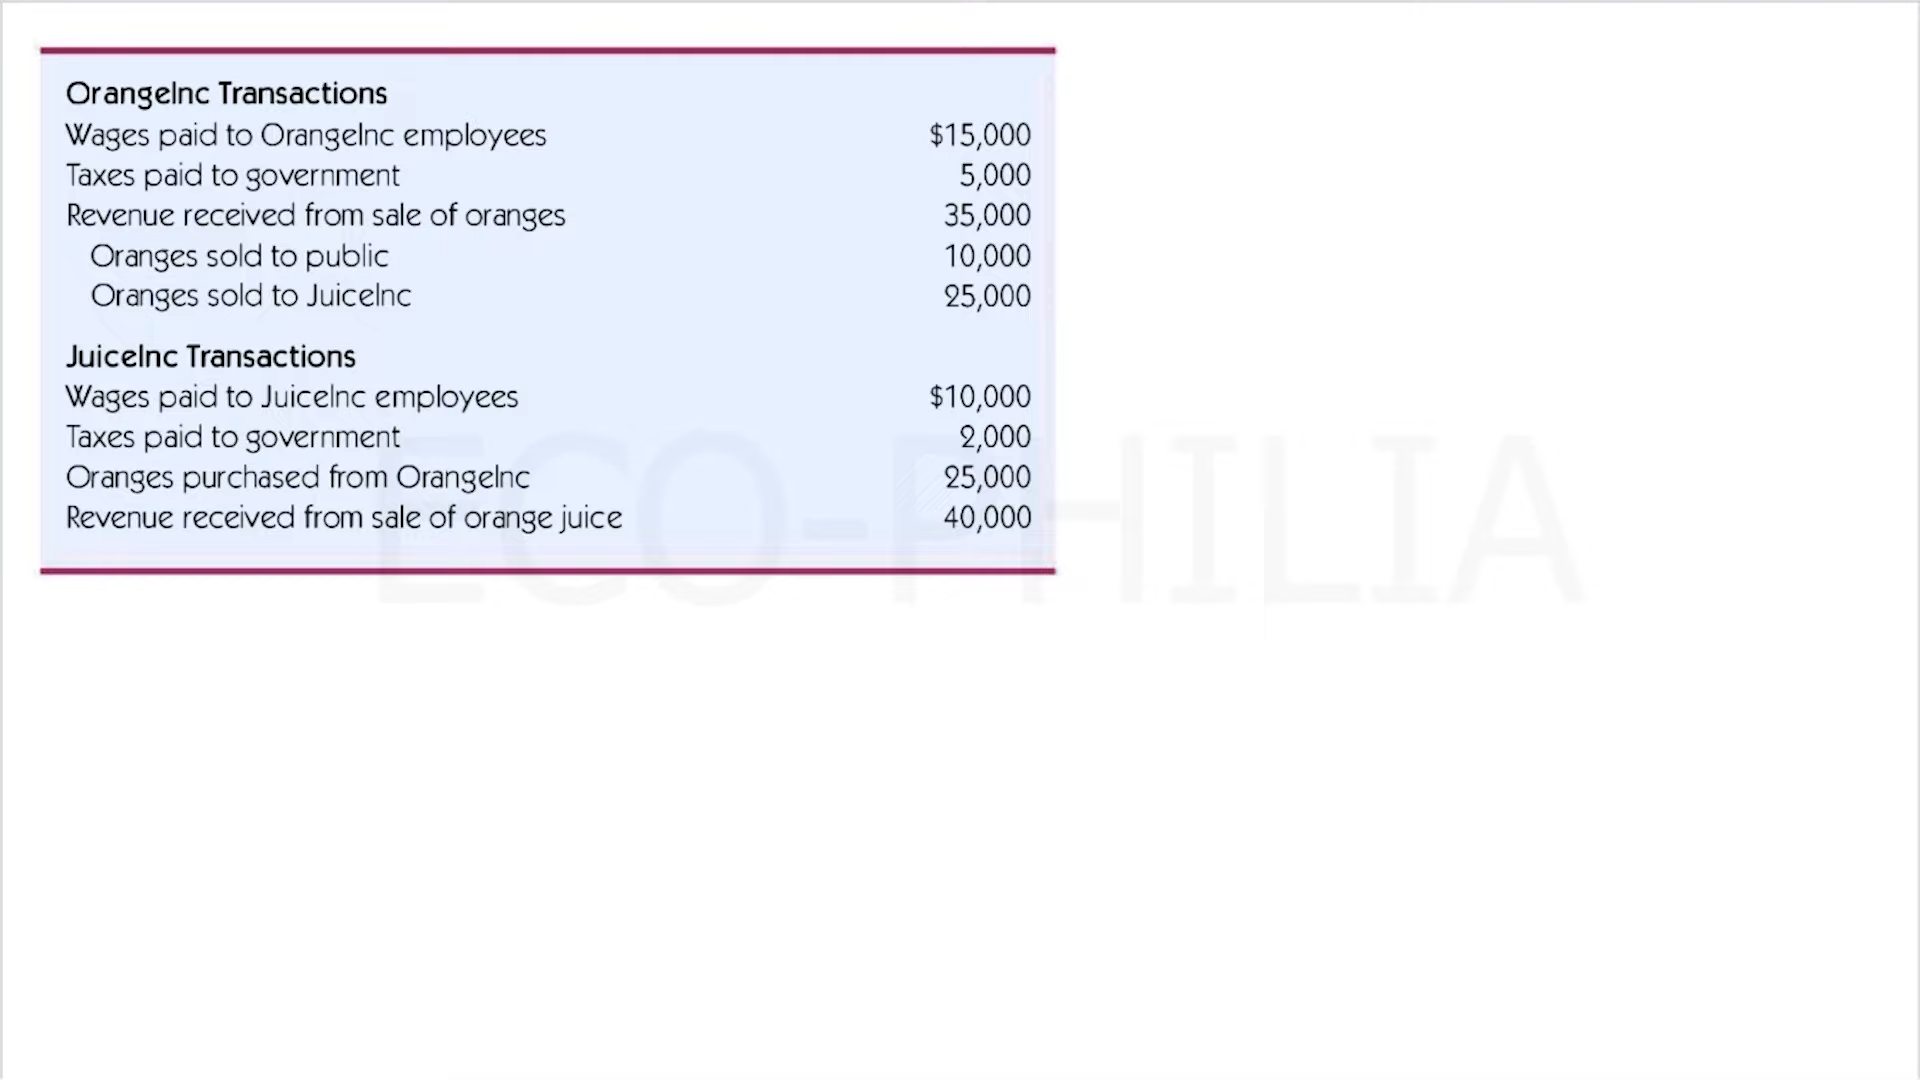 OrangeInc Transactions
Wages paid to OrangeInc employees $15,000
Taxes paid to government 5,000
Revenue received from sale of oranges 35,000
Oranges sold to public 10,000
Oranges sold to JuiceInc 25,000
JuiceInc Transactions
Wages paid to JuiceInc employees $10,000
Taxes paid to government 2,000
Oranges purchased from OrangeInc 25,000
Revenue received from sale of orange juice 40,000
ECO-PHILIA